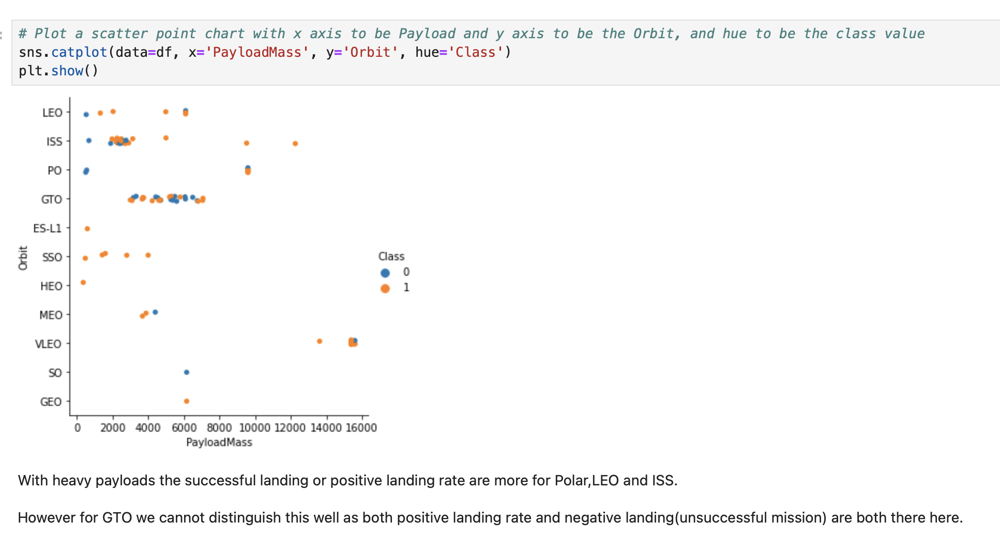 # Plot a scatter point chart with x axis to be Payload and y axis to be the Orbit, and hue to be the class value
sns.catplot(data=df, x='PayloadMass', y='Orbit', hue='Class')
plt.show()
LEO
ISS
PO
GTO
ES-L1
SSO
HEO
MEO
VLEO
SO
GEO
Orbit
Class
0
1
0 2000 4000 6000 8000 10000 12000 14000 16000
PayloadMass
With heavy payloads the successful landing or positive landing rate are more for Polar,LEO and ISS.
However for GTO we cannot distinguish this well as both positive landing rate and negative landing(unsuccessful mission) are both there here.